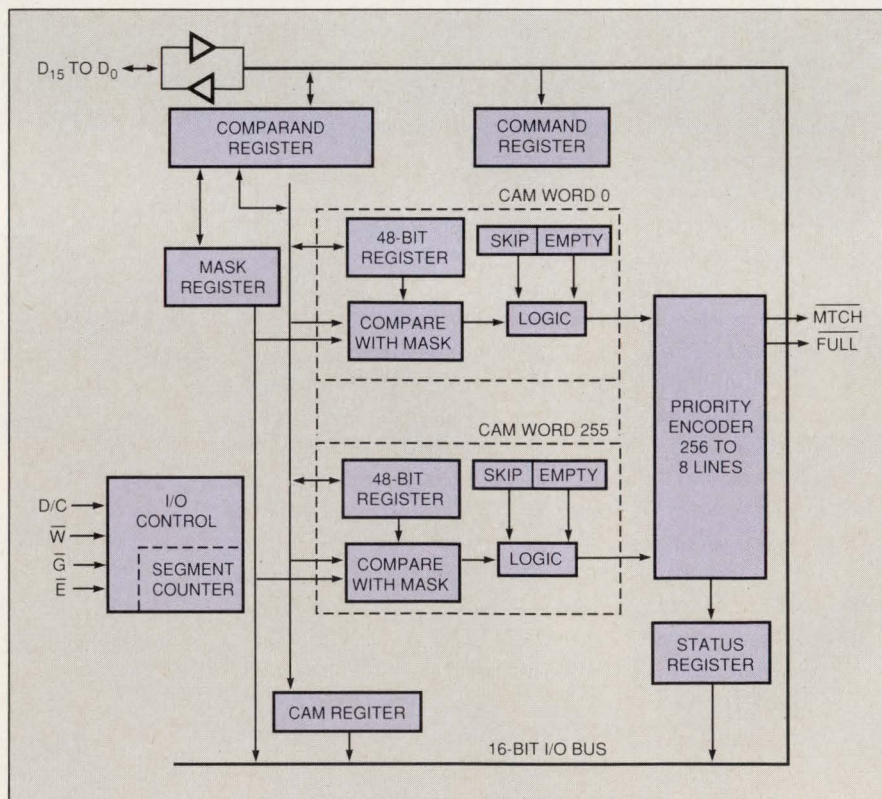 D15 TO D0
COMPARAND
REGISTER
COMMAND
REGISTER
CAM WORD 0
MASK
REGISTER
48-BIT
REGISTER
SKIP EMPTY
COMPARE
WITH MASK
LOGIC
MTCH
FULL
PRIORITY
ENCODER
256 TO
8 LINES
CAM WORD 255
48-BIT
REGISTER
SKIP EMPTY
COMPARE
WITH MASK
LOGIC
D/C
W
G
E
I/O
CONTROL
SEGMENT
COUNTER
STATUS
REGISTER
CAM REGITER
16-BIT I/O BUS